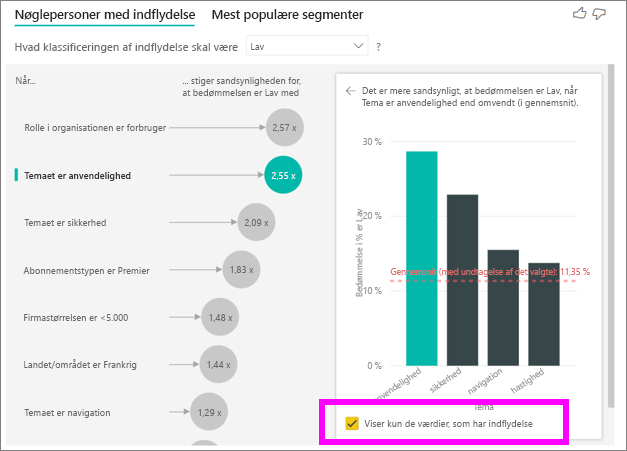 Nøglepersoner med indflydelse
Mest populære segmenter
Hvad klassificeringen af indflydelse skal være
Lav
?
Når...
... stiger sandsynligheden for,
at bedømmelsen er Lav med
Rolle i organisationen er forbruger
2,57 x
Temaet er anvendelighed
2,55 x
Temaet er sikkerhed
2,09 x
Abonnementstypen er Premier
1,83 x
Firmastørrelsen er <5.000
1,48 x
Landet/området er Frankrig
1,44 x
Temaet er navigation
1,29 x
Det er mere sandsynligt, at bedømmelsen er Lav, når
Tema er anvendelighed end omvendt (i gennemsnit).
Bedømmelse i % er Lav
30 %
20 %
10 %
0 %
Gennemsnit (med undtagelse af det valgte): 11,35 %
anvendelighed
sikkerhed
navigation
hastighed
Tema
Viser kun de værdier, som har indflydelse